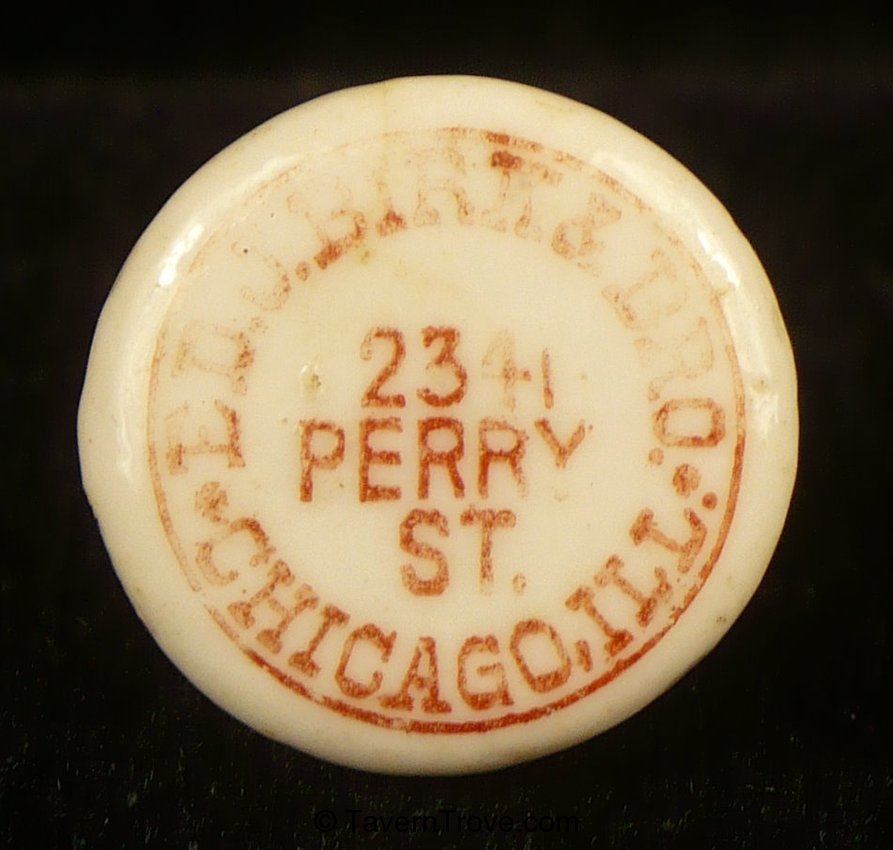 ED.J.BIRK & BRO.
2341
PERRY
ST.
• CHICAGO, ILL. •
© TavernTrove.com